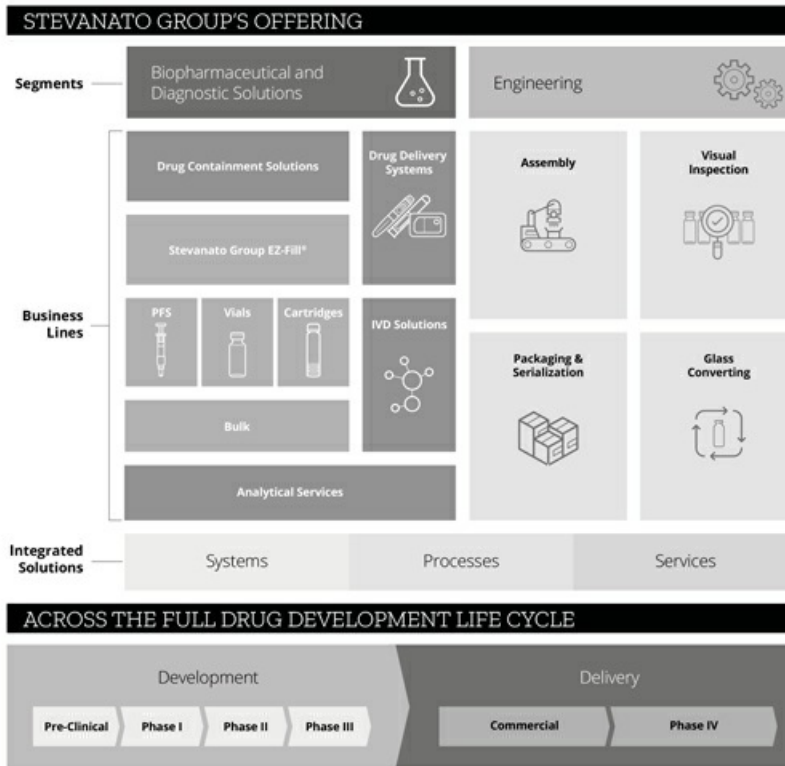 STEVANATO GROUP'S OFFERING
Segments
Biopharmaceutical and
Diagnostic Solutions
Engineering
Business
Lines
Drug Containment Solutions
Drug Delivery
Systems
Stevanato Group EZ-Fill®
PFS
Vials
Cartridges
IVD Solutions
Bulk
Analytical Services
Assembly
Visual
Inspection
Packaging &
Serialization
Glass
Converting
Integrated
Solutions
Systems
Processes
Services
ACROSS THE FULL DRUG DEVELOPMENT LIFE CYCLE
Development
Pre-Clinical
Phase I
Phase II
Phase III
Delivery
Commercial
Phase IV